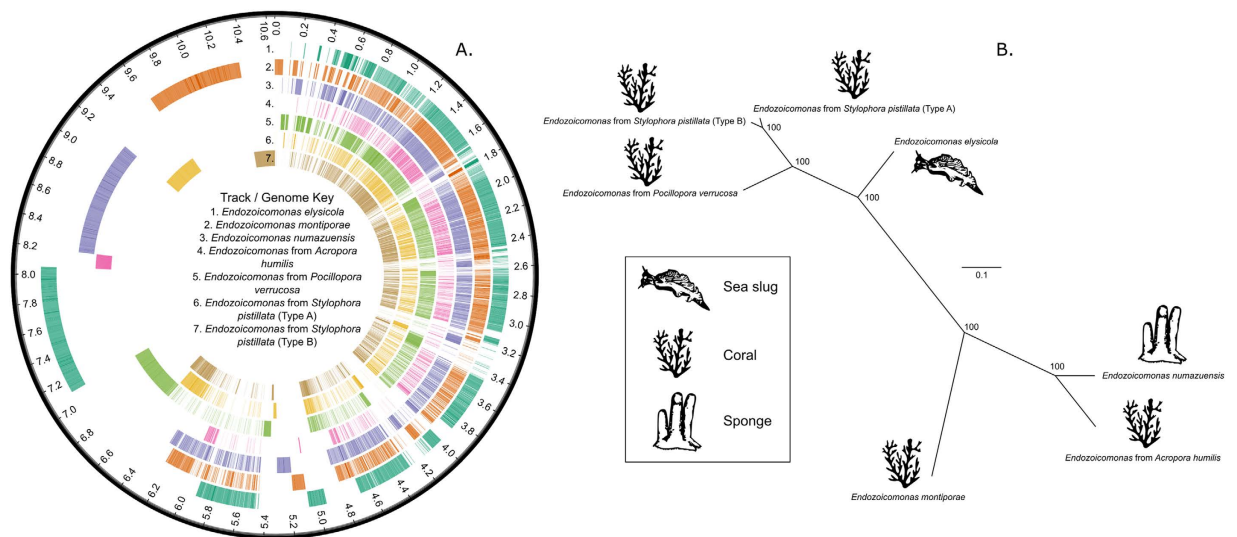 A.
B.
0.0
0.2
0.4
0.6
0.8
1.0
1.2
1.4
1.6
1.8
2.0
2.2
2.4
2.6
2.8
3.0
3.2
3.4
3.6
3.8
4.0
4.2
4.4
4.6
4.8
5.0
5.2
5.4
5.6
5.8
6.0
6.2
6.4
6.6
6.8
7.0
7.2
7.4
7.6
7.8
8.0
8.2
8.4
8.6
8.8
9.0
9.2
9.4
9.6
9.8
10.0
10.2
10.4
10.6
1.
2.
3.
4.
5.
6.
7.
Track / Genome Key
1. Endozoicomonas elysicola
2. Endozoicomonas montiporae
3. Endozoicomonas numazuensis
4. Endozoicomonas from Acropora
humilis
5. Endozoicomonas from Pocillopora
verrucosa
6. Endozoicomonas from Stylophora
pistillata (Type A)
7. Endozoicomonas from Stylophora
pistillata (Type B)
Endozoicomonas from Stylophora pistillata (Type A)
Endozoicomonas from Stylophora pistillata (Type B)
100
Endozoicomonas elysicola
100
Endozoicomonas from Pocillopora verrucosa
100
0.1
Sea slug
Coral
Sponge
100
100
Endozoicomonas numazuensis
Endozoicomonas from Acropora humilis
Endozoicomonas montiporae